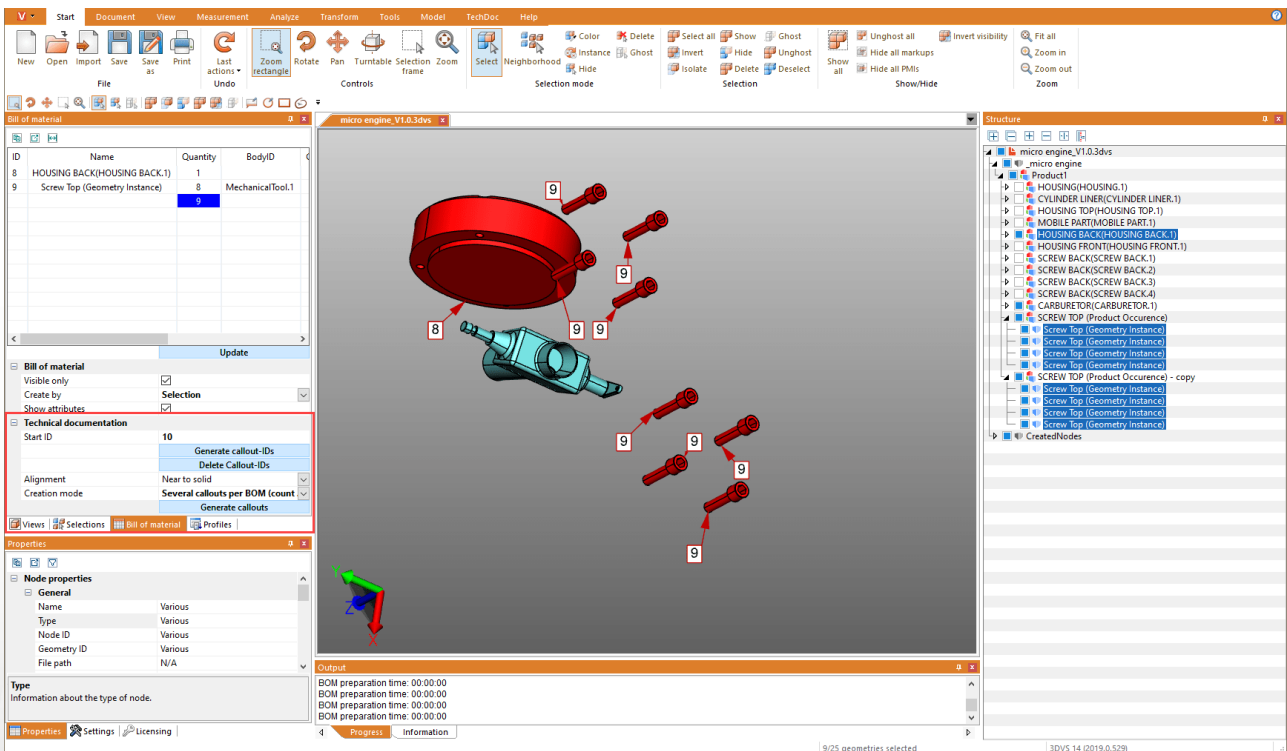 Start Document View Measurement Analyze Transform Tools Model TechDoc Help
New Open Import Save Save as Print
File
Last actions
Undo
Zoom rectangle Rotate Pan Turntable Selection frame Zoom
Controls
Select Neighborhood
Color Delete
Instance Ghost
Hide
Selection mode
Select all Show Ghost
Invert Hide Unghost
Isolate Delete Deselect
Selection
Show all
Unghost all Invert visibility
Hide all markups
Hide all PMIs
Show/Hide
Fit all
Zoom in
Zoom out
Zoom
Bill of material
ID Name Quantity BodyID
8 HOUSING BACK(HOUSING BACK.1) 1
9 Screw Top (Geometry Instance) 8 MechanicalTool.1
9
Update
Bill of material
Visible only
Create by Selection
Show attributes
Technical documentation
Start ID 10
Generate callout-IDs
Delete Callout-IDs
Alignment Near to solid
Creation mode Several callouts per BOM (count
Generate callouts
Views Selections Bill of material Profiles
Properties
Node properties
General
Name Various
Type Various
Node ID Various
Geometry ID Various
File path N/A
Type
Information about the type of node.
Properties Settings Licensing
micro engine_V1.0.3dvs
9
9
8
9
9
9
9
9
9
Y
Z
X
Output
BOM preparation time: 00:00:00
BOM preparation time: 00:00:00
BOM preparation time: 00:00:00
BOM preparation time: 00:00:00
Progress Information
Structure
micro engine_V1.0.3dvs
_micro engine
Product1
HOUSING(HOUSING.1)
CYLINDER LINER(CYLINDER LINER.1)
HOUSING TOP(HOUSING TOP.1)
MOBILE PART(MOBILE PART.1)
HOUSING BACK(HOUSING BACK.1)
HOUSING FRONT(HOUSING FRONT.1)
SCREW BACK(SCREW BACK.1)
SCREW BACK(SCREW BACK.2)
SCREW BACK(SCREW BACK.3)
SCREW BACK(SCREW BACK.4)
CARBURETOR(CARBURETOR.1)
SCREW TOP (Product Occurence)
Screw Top (Geometry Instance)
Screw Top (Geometry Instance)
Screw Top (Geometry Instance)
Screw Top (Geometry Instance)
SCREW TOP (Product Occurence) - copy
Screw Top (Geometry Instance)
Screw Top (Geometry Instance)
Screw Top (Geometry Instance)
Screw Top (Geometry Instance)
CreatedNodes
9/25 geometries selected 3DVS 14 (2019.0.529)